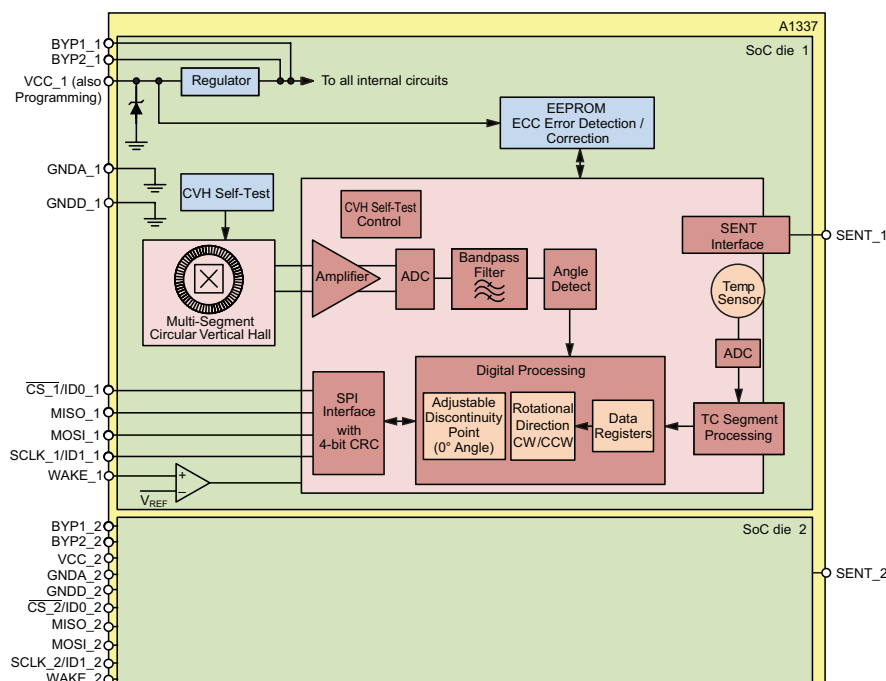 A1337
SoC die 1
BYP1_1
BYP2_1
VCC_1 (also
Programming)
Regulator
To all internal circuits
EEPROM
ECC Error Detection /
Correction
GNDA_1
GNDD_1
CVH Self-Test
CVH Self-Test
Control
SENT
Interface
SENT_1
Multi-Segment
Circular Vertical Hall
Amplifier
ADC
Bandpass
Filter
Angle
Detect
Temp
Sensor
ADC
TC Segment
Processing
Digital Processing
Adjustable
Discontinuity
Point
(0° Angle)
Rotational
Direction
CW/CCW
Data
Registers
SPI
Interface
with
4-bit CRC
CS_1/ID0_1
MISO_1
MOSI_1
SCLK_1/ID1_1
WAKE_1
+
–
VREF
SoC die 2
BYP1_2
BYP2_2
VCC_2
GNDA_2
GNDD_2
CS_2/ID0_2
MISO_2
MOSI_2
SCLK_2/ID1_2
WAKE_2
SENT_2